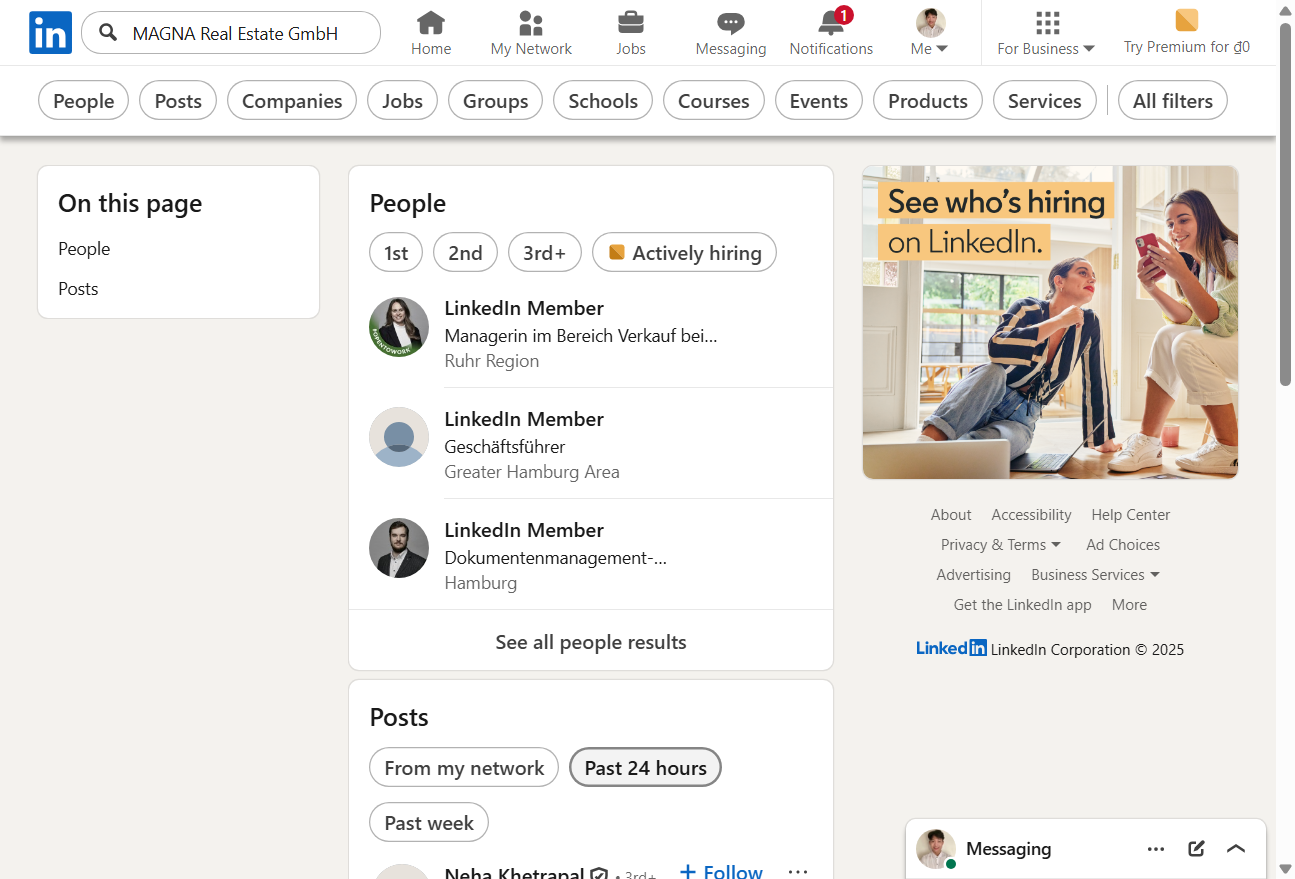 in
MAGNA Real Estate GmbH
Home
My Network
Jobs
Messaging
1
Notifications
Me
For Business
Try Premium for ₫0
People
Posts
Companies
Jobs
Groups
Schools
Courses
Events
Products
Services
All filters
On this page
People
Posts
People
1st
2nd
3rd+
Actively hiring
#OPENTOWORK
LinkedIn Member
Managerin im Bereich Verkauf bei...
Ruhr Region
LinkedIn Member
Geschäftsführer
Greater Hamburg Area
LinkedIn Member
Dokumentenmanagement-...
Hamburg
See all people results
Posts
From my network
Past 24 hours
Past week
Neha Khetrapal • 3rd+
+ Follow
See who's hiring
on LinkedIn.
About Accessibility Help Center
Privacy & Terms Ad Choices
Advertising Business Services
Get the LinkedIn app More
LinkedIn LinkedIn Corporation © 2025
Messaging